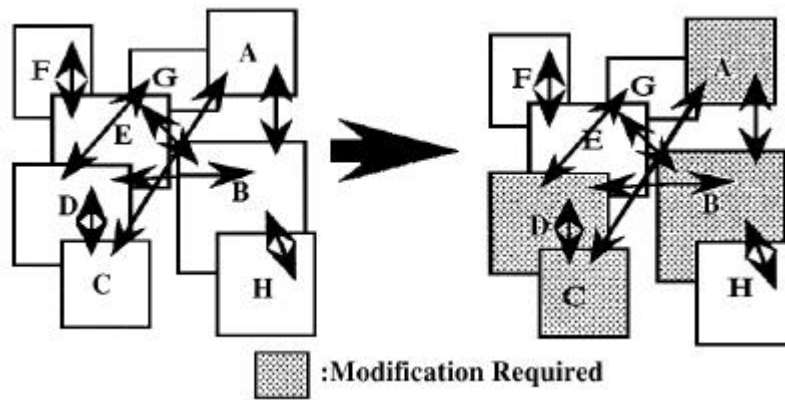 F G A
E
D B
C H
F G A
E
D B
C H
:Modification Required